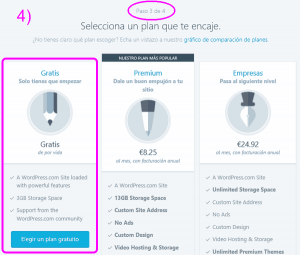 4)
Paso 3 de 4
Selecciona un plan que te encaje.
¿No tienes claro qué plan escoger? Echa un vistazo a nuestro gráfico de comparación de planes.
NUESTRO PLAN MÁS POPULAR
Gratis
Solo tienes que empezar
Gratis
de por vida
A WordPress.com Site loaded
with powerful features
3GB Storage Space
Support from the
WordPress.com community
Elegir un plan gratuito
Premium
Dale un buen empujón a tu
sitio
€8.25
al mes, con facturación anual
A WordPress.com Site
13GB Storage Space
Custom Site Address
No Ads
Custom Design
Video Hosting & Storage
Empresas
Pasa al siguiente nivel
€24.92
al mes, con facturación anual
A WordPress.com Site
Unlimited Storage Space
Custom Site Address
No Ads
Custom Design
Video Hosting & Storage
Unlimited Premium Themes